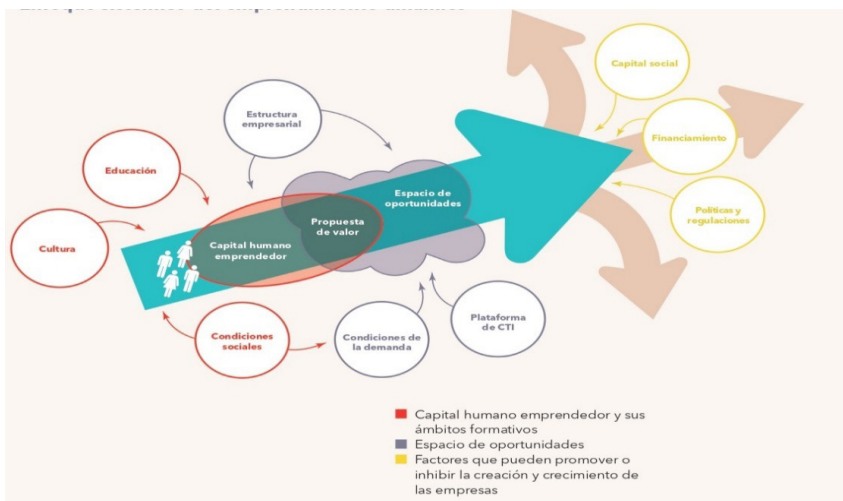 Capital social
Estructura
empresarial
Financiamiento
Educación
Espacio de
oportunidades
Políticas y
regulaciones
Propuesta
de valor
Cultura
Capital humano
emprendedor
Plataforma
de CTI
Condiciones
sociales
Condiciones de
la demanda
Capital humano emprendedor y sus
ámbitos formativos
Espacio de oportunidades
Factores que pueden promover o
inhibir la creación y crecimiento de
las empresas